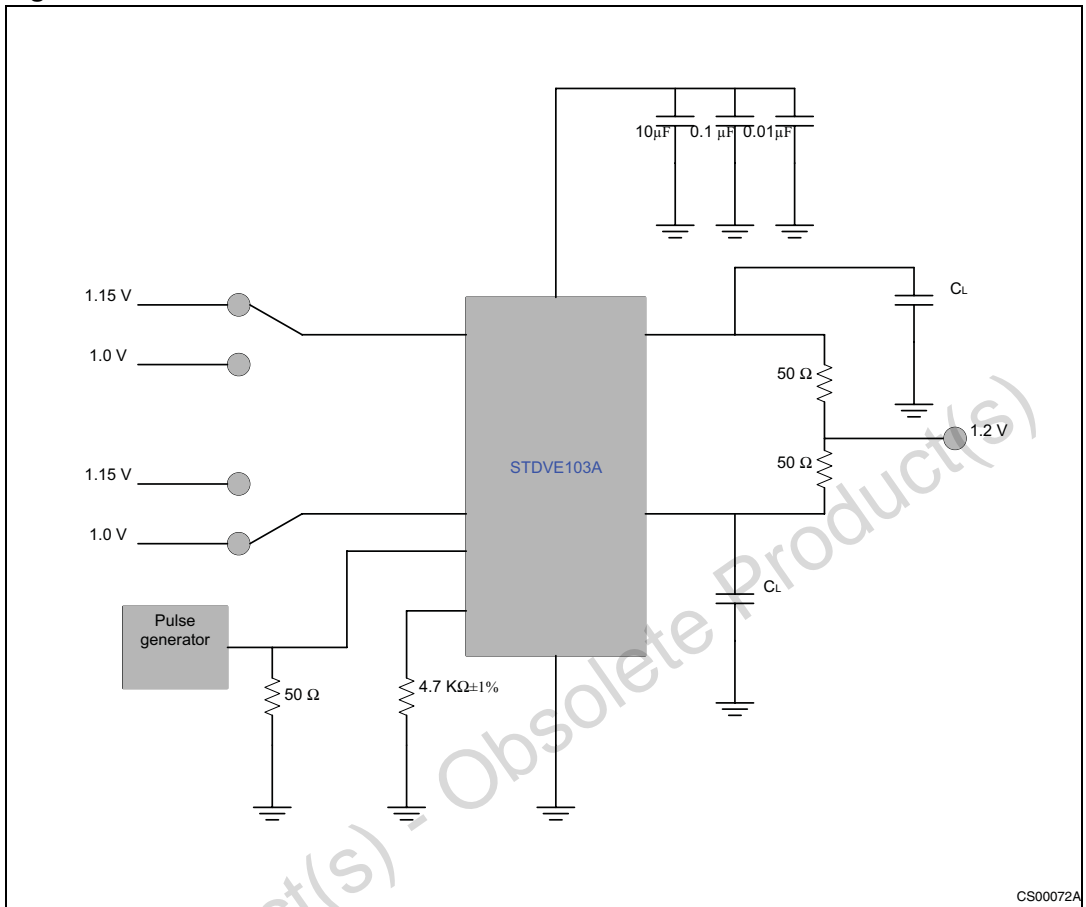 10µF 0.1 µF 0.01µF
1.15 V
CL
1.0 V
50 Ω
1.2 V
STDVE103A
50 Ω
1.15 V
1.0 V
CL
Pulse
generator
50 Ω
4.7 KΩ±1%
ct(s) - Obsolete Product(s)
CS00072A